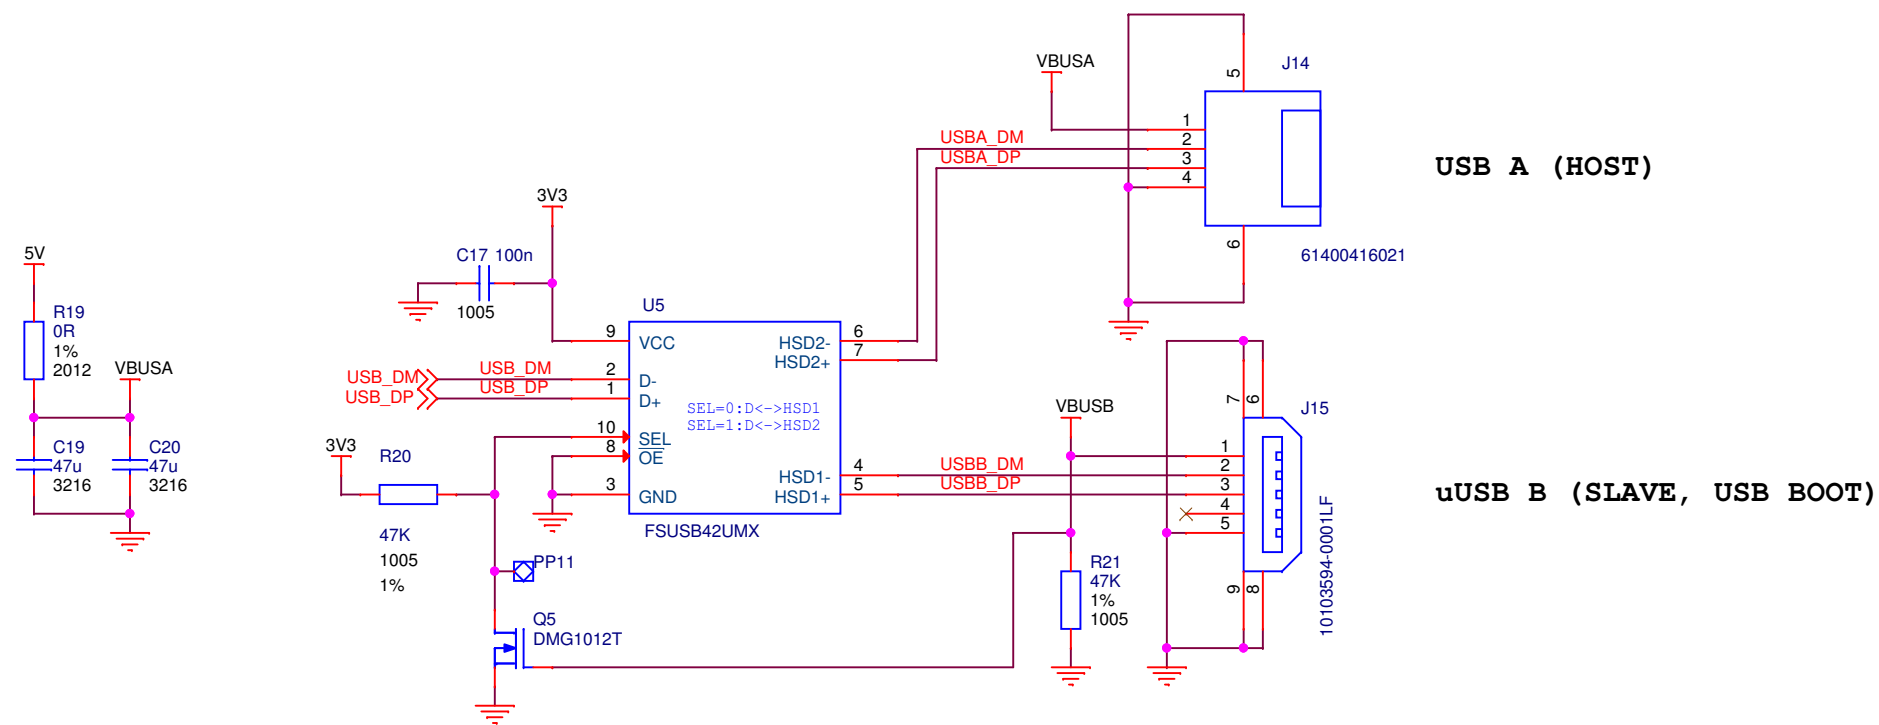 5V
R19
0R
1%
2012
VBUSA
C19
47u
3216
C20
47u
3216
3V3
C17 100n
1005
U5
9
VCC
USB_DM
USB_DM
2
D-
USB_DP
USB_DP
1
D+
SEL=0:D<->HSD1
SEL=1:D<->HSD2
10
SEL
8
OE
3
GND
HSD2-
6
HSD2+
7
HSD1-
4
HSD1+
5
FSUSB42UMX
3V3
R20
47K
1005
1%
PP11
Q5
DMG1012T
VBUSA
J14
5
USBA_DM
USBA_DP
1
2
3
4
6
61400416021
USB A (HOST)
VBUSB
J15
7
6
USBB_DM
USBB_DP
1
2
3
4
5
9
8
10103594-0001LF
R21
47K
1%
1005
uUSB B (SLAVE, USB BOOT)